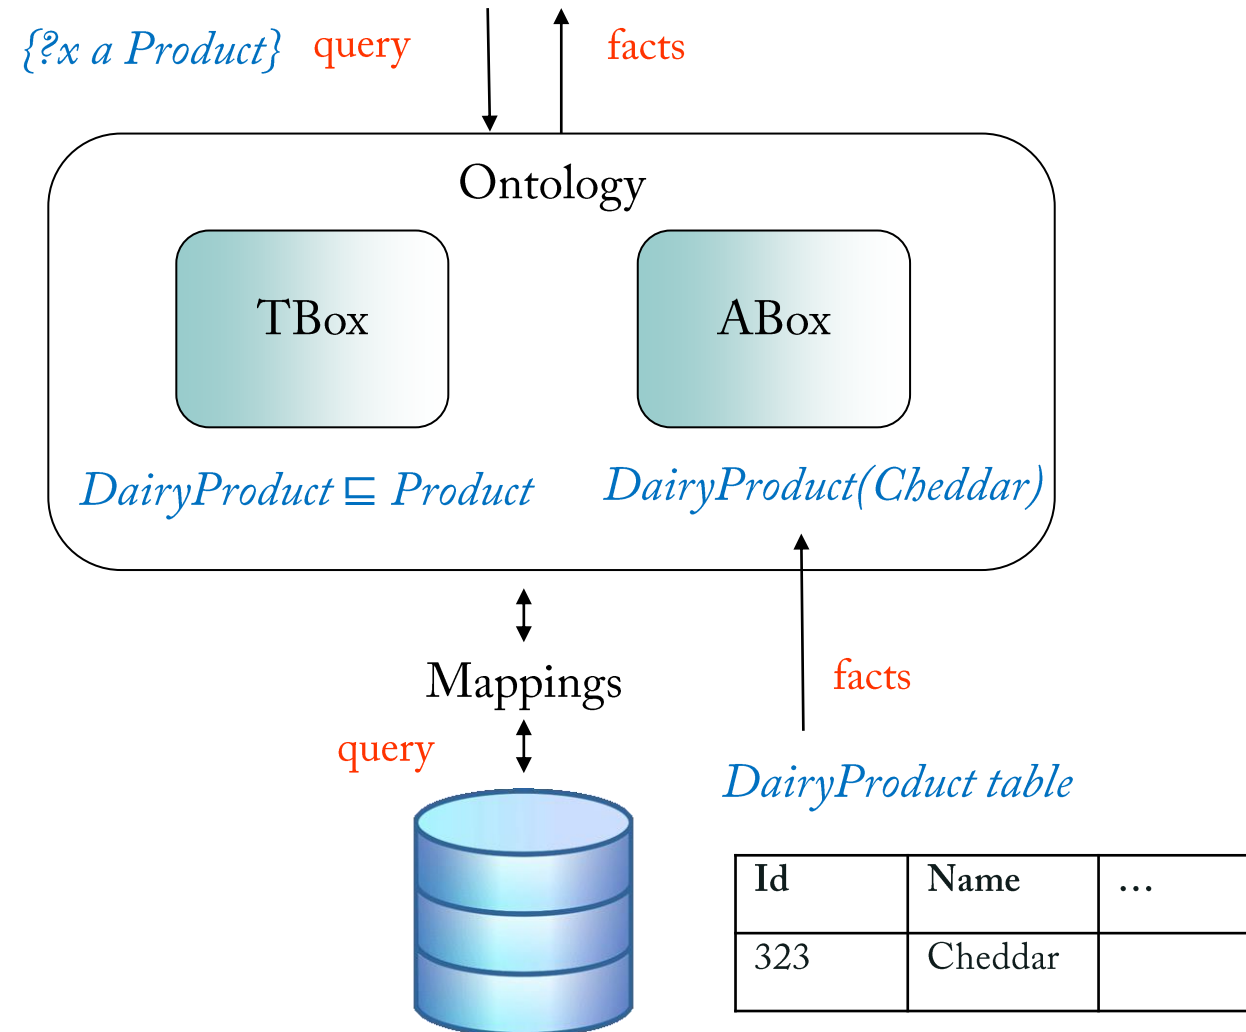 {?x a Product} query facts
Ontology
TBox ABox
DairyProduct ⊑ Product DairyProduct(Cheddar)
Mappings facts
query
DairyProduct table
Id Name …
323 Cheddar